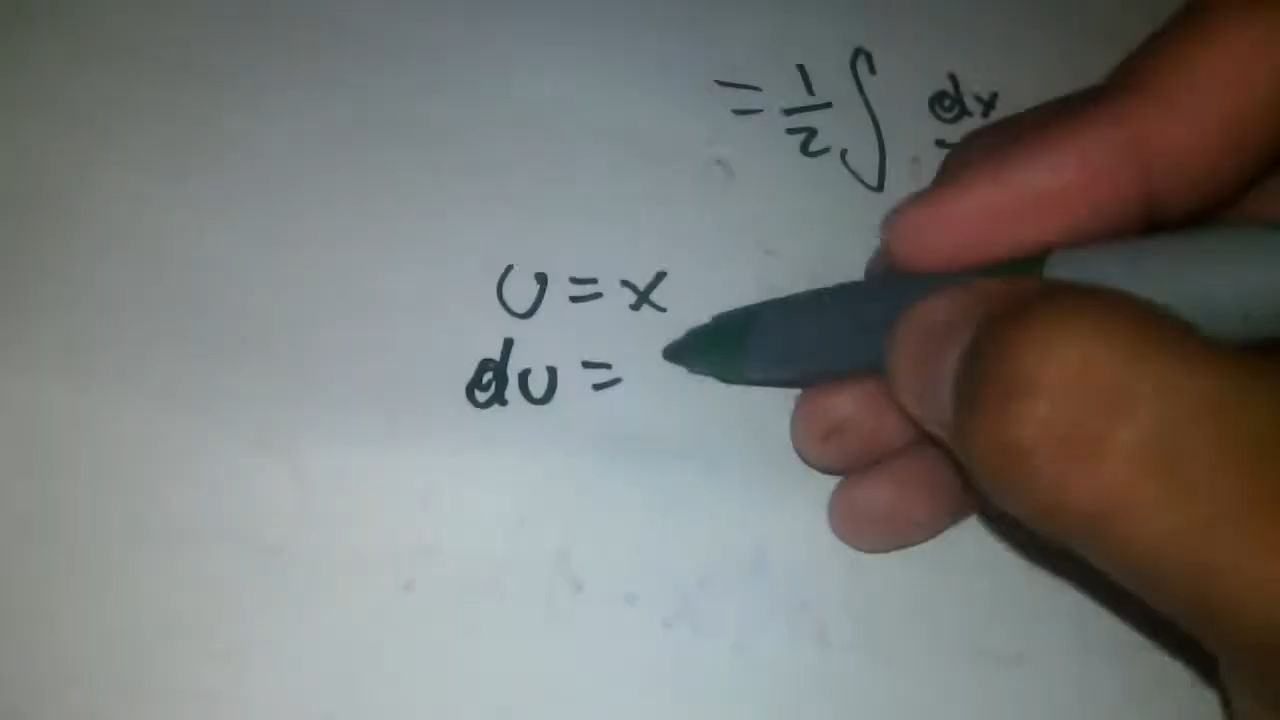 = 1/2 ∫ dx
u = x
du =